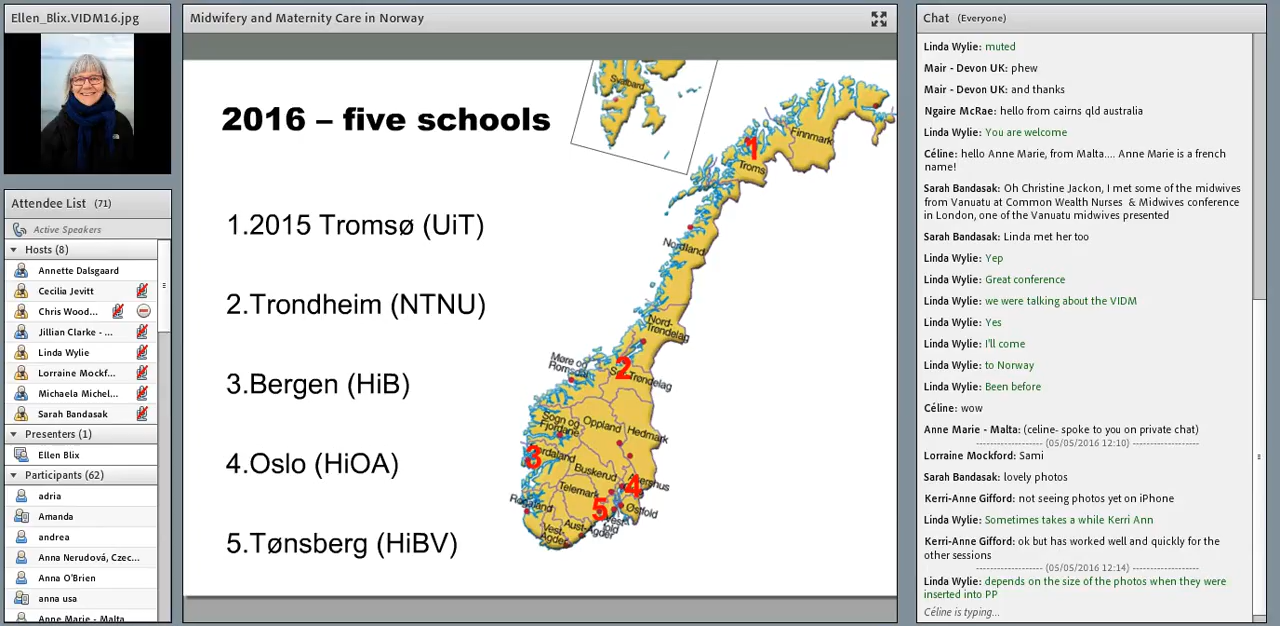 Ellen_Blix.VIDM16.jpg
Attendee List (71)
Active Speakers
Hosts (8)
Annette Dalsgaard
Cecilia Jevitt
Chris Wood...
Jillian Clarke - ...
Linda Wylie
Lorraine Mockf...
Michaela Michel...
Sarah Bandasak
Presenters (1)
Ellen Blix
Participants (62)
adria
Amanda
andrea
Anna Nerudová, Czec...
Anna O'Brien
anna usa
Anne Marie - Malta
Midwifery and Maternity Care in Norway
2016 – five schools
1.2015 Tromsø (UiT)
2.Trondheim (NTNU)
3.Bergen (HiB)
4.Oslo (HiOA)
5.Tønsberg (HiBV)
Svalbard
Finnmark
1
Troms
Nordland
Nord-
Trøndelag
Møre og
Romsdal
2
Trøndelag
Sogn og
Fjordane
Oppland
Hedmark
3
Buskerud
4
Telemark
5
Rogaland
Østfold
Vest-
Agder
Aust-
Agder
Chat (Everyone)
Linda Wylie: muted
Mair - Devon UK: phew
Mair - Devon UK: and thanks
Ngaire McRae: hello from cairns qld australia
Linda Wylie: You are welcome
Céline: hello Anne Marie, from Malta.... Anne Marie is a french
name!
Sarah Bandasak: Oh Christine Jackon, I met some of the midwives
from Vanuatu at Common Wealth Nurses & Midwives conference
in London, one of the Vanuatu midwives presented
Sarah Bandasak: Linda met her too
Linda Wylie: Yep
Linda Wylie: Great conference
Linda Wylie: we were talking about the VIDM
Linda Wylie: Yes
Linda Wylie: I'll come
Linda Wylie: to Norway
Linda Wylie: Been before
Céline: wow
Anne Marie - Malta: (celine- spoke to you on private chat)
-------------------- (05/05/2016 12:10) --------------------
Lorraine Mockford: Sami
Sarah Bandasak: lovely photos
Kerri-Anne Gifford: not seeing photos yet on iPhone
Linda Wylie: Sometimes takes a while Kerri Ann
Kerri-Anne Gifford: ok but has worked well and quickly for the
other sessions
-------------------- (05/05/2016 12:14) --------------------
Linda Wylie: depends on the size of the photos when they were
inserted into PP
Céline is typing...